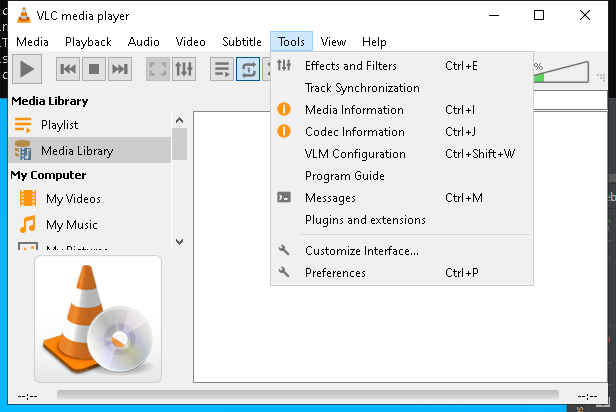 VLC media player
Media Playback Audio Video Subtitle Tools View Help
Effects and Filters Ctrl+E
Track Synchronization
Media Information Ctrl+I
Codec Information Ctrl+J
VLM Configuration Ctrl+Shift+W
Program Guide
Messages Ctrl+M
Plugins and extensions
Customize Interface...
Preferences Ctrl+P
%
Media Library
Playlist
Media Library
My Computer
My Videos
My Music
My Pictures
--:-- --:--